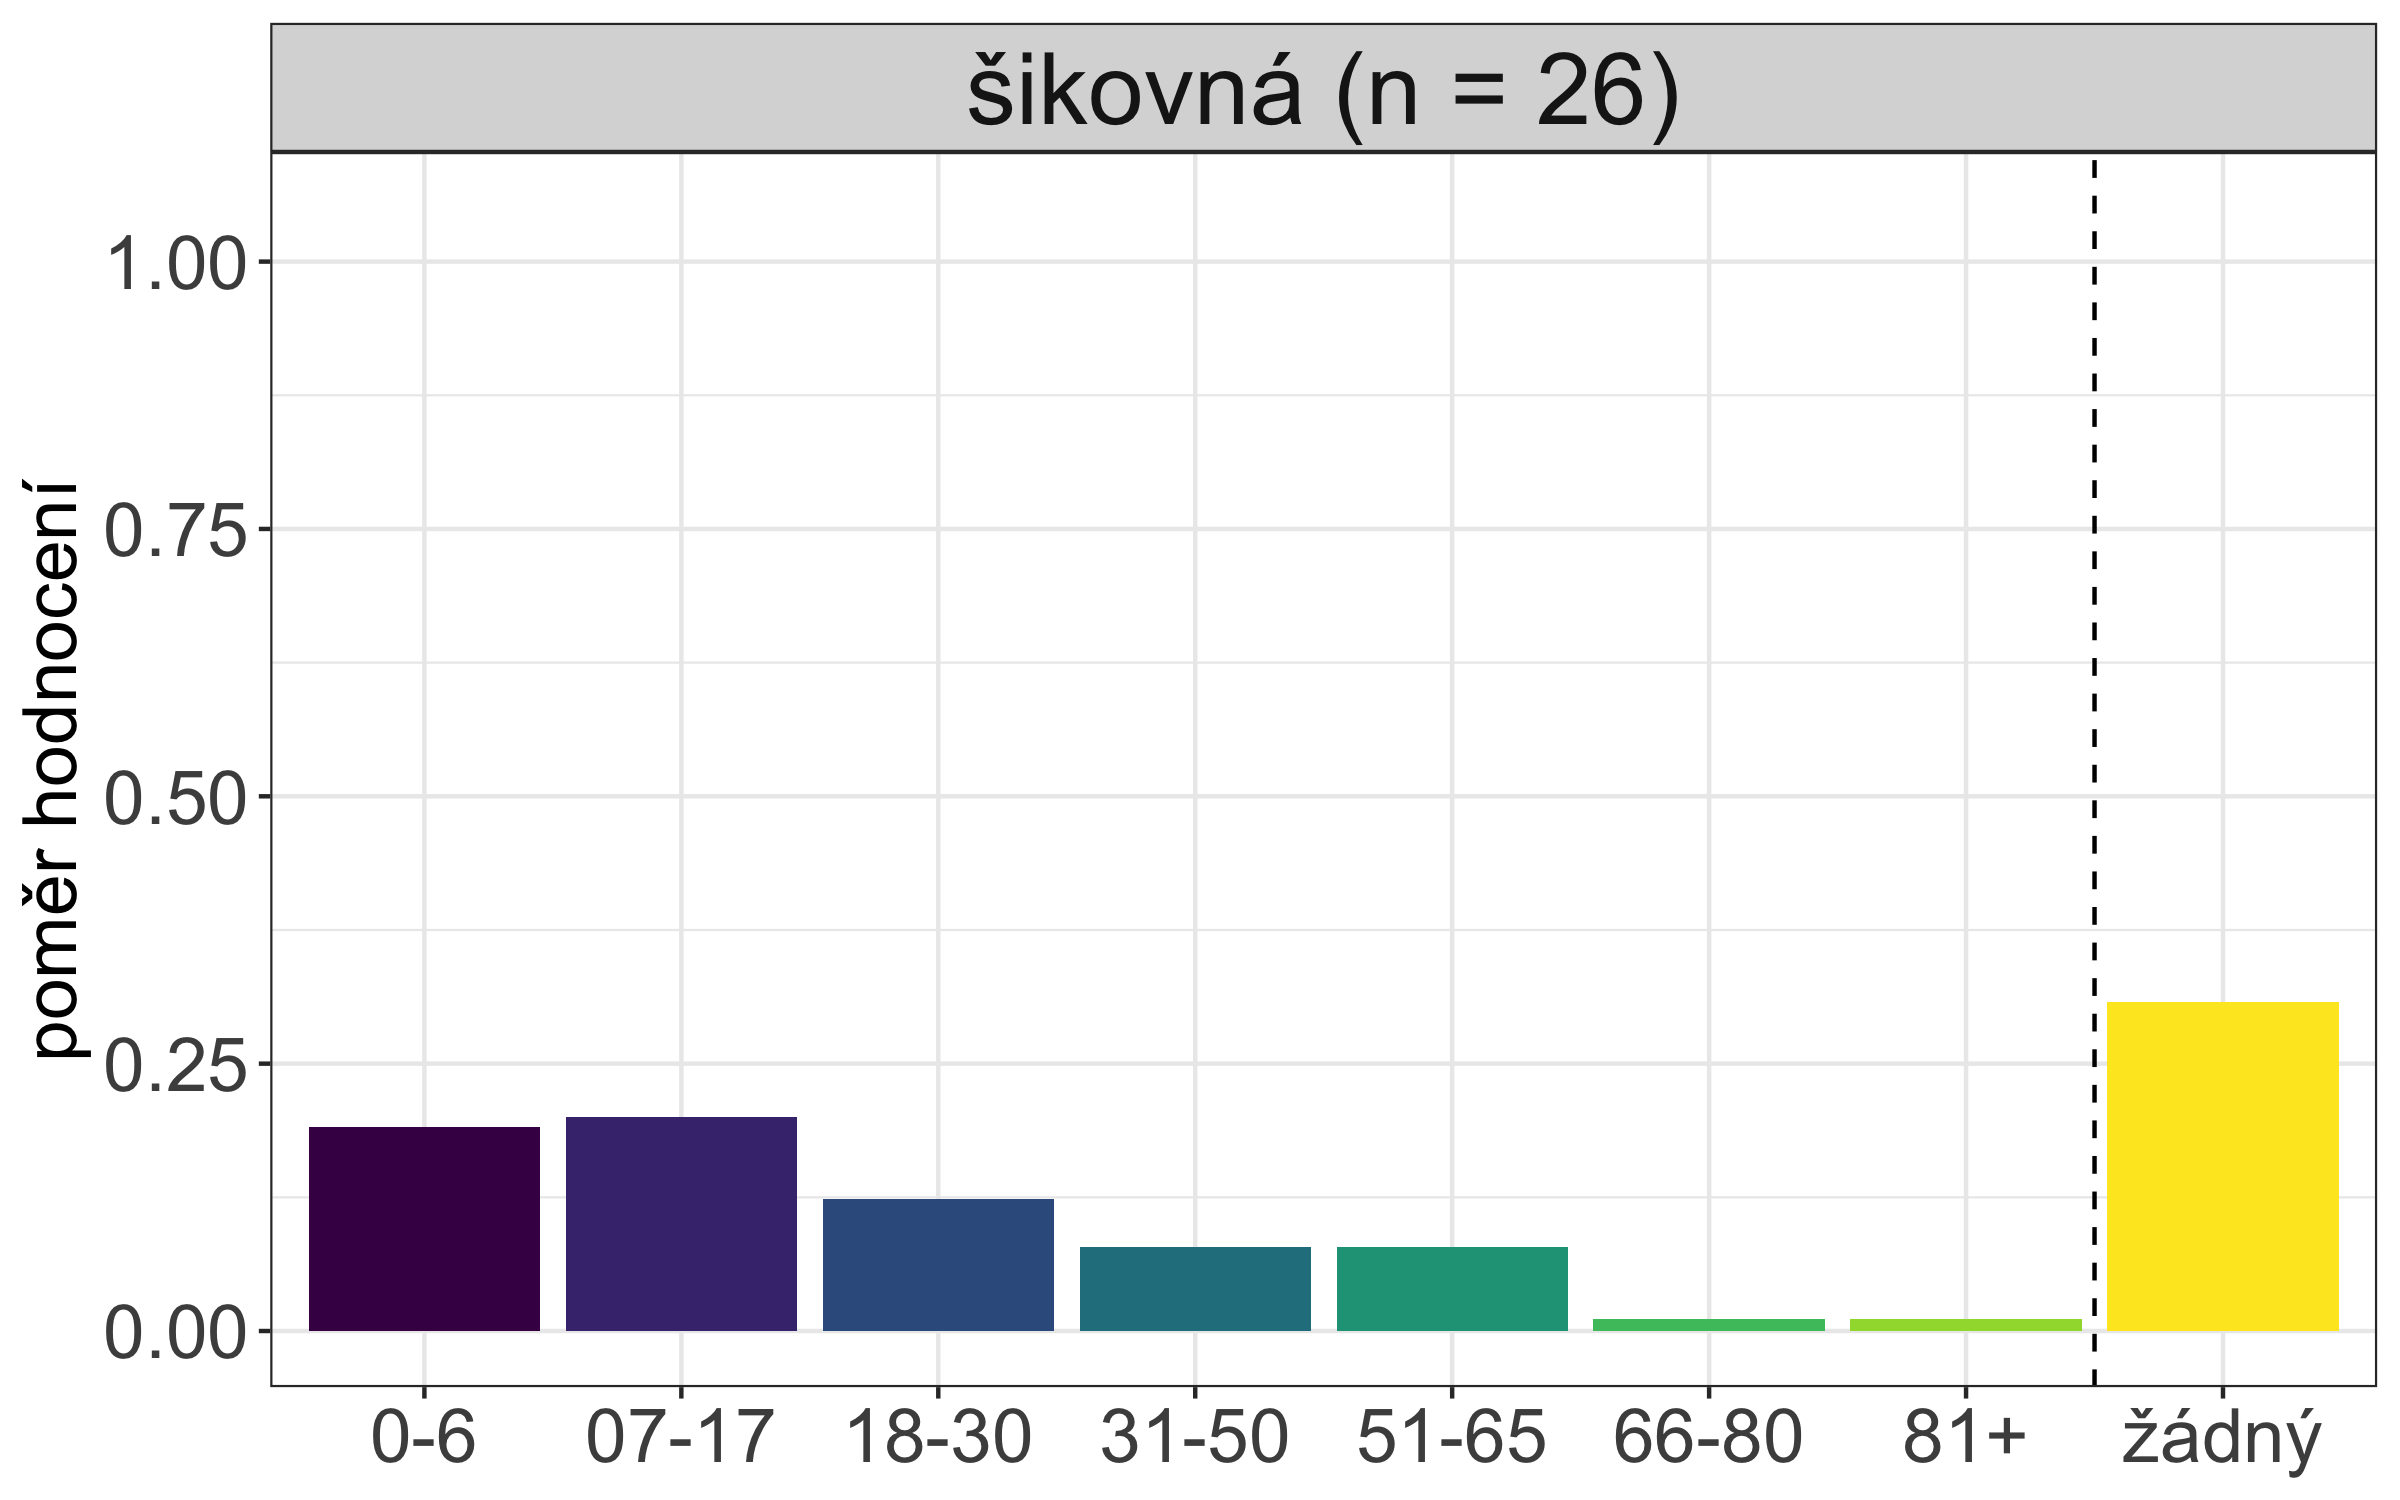 šikovná (n = 26)
poměr hodnocení
1.00
0.75
0.50
0.25
0.00
0-6 07-17 18-30 31-50 51-65 66-80 81+ žádný